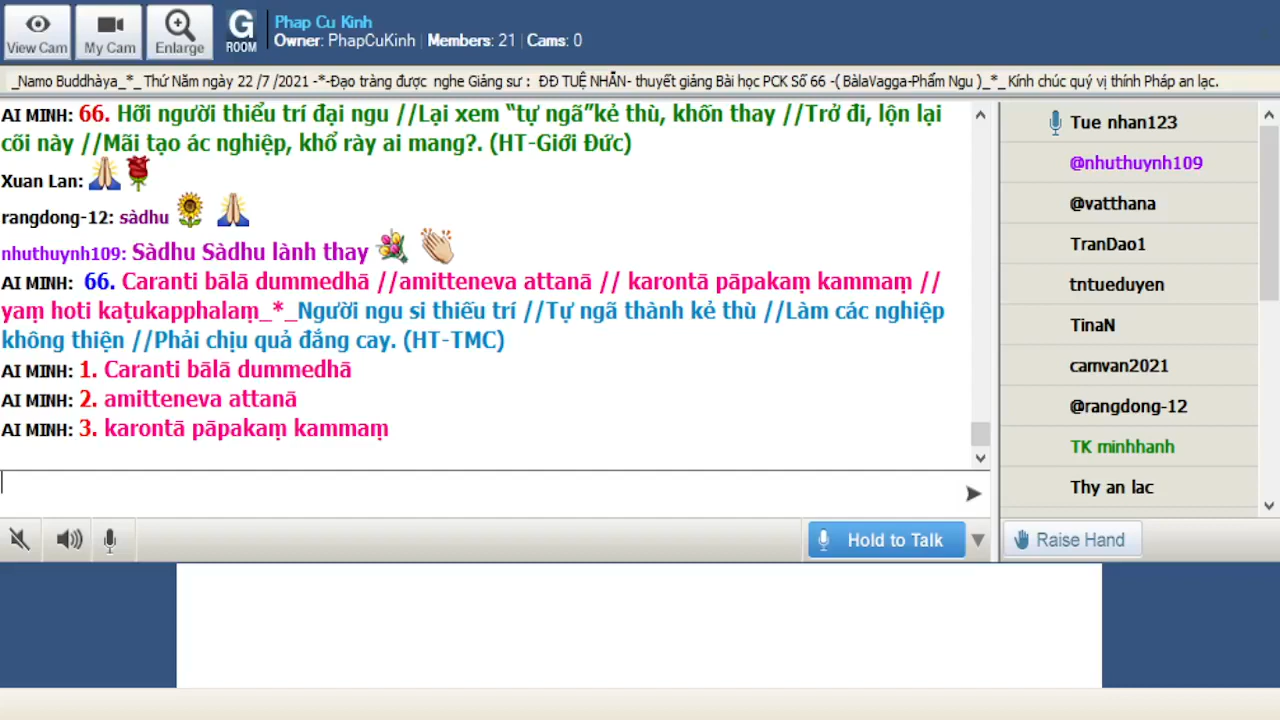 View Cam
My Cam
Enlarge
G
ROOM
Phap Cu Kinh
Owner: PhapCuKinh | Members: 21 | Cams: 0
_Namo Buddhàya_*_ Thứ Năm ngày 22 /7 /2021 -*-Đạo tràng được nghe Giảng sư : ĐĐ TUỆ NHẪN- thuyết giảng Bài học PCK Số 66 -( BàlaVagga-Phẩm Ngu )_*_ Kính chúc quý vị thính Pháp an lạc.
AI MINH: 66. Hỡi người thiểu trí đại ngu //Lại xem “tự ngã”kẻ thù, khốn thay //Trở đi, lộn lại
cõi này //Mãi tạo ác nghiệp, khổ rày ai mang?. (HT-Giới Đức)
Xuan Lan:
rangdong-12: sàdhu
nhuthuynh109: Sàdhu Sàdhu lành thay
AI MINH: 66. Caranti bālā dummedhā //amitteneva attanā // karontā pāpakaṃ kammaṃ //
yaṃ hoti kaṭukapphalaṃ_*_Người ngu si thiếu trí //Tự ngã thành kẻ thù //Làm các nghiệp
không thiện //Phải chịu quả đắng cay. (HT-TMC)
AI MINH: 1. Caranti bālā dummedhā
AI MINH: 2. amitteneva attanā
AI MINH: 3. karontā pāpakaṃ kammaṃ
Tue nhan123
@nhuthuynh109
@vatthana
TranDao1
tntueduyen
TinaN
camvan2021
@rangdong-12
TK minhhanh
Thy an lac
Hold to Talk
Raise Hand